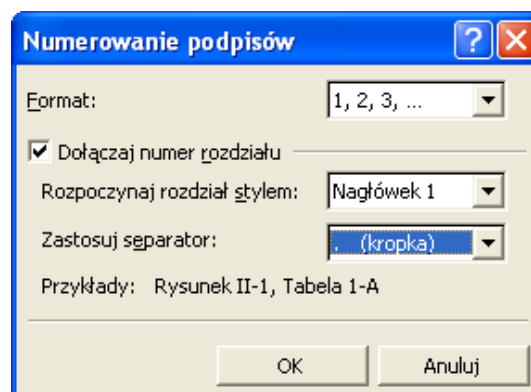 Numerowanie podpisów
Format: 1, 2, 3, ...
Dołączaj numer rozdziału
Rozpoczynaj rozdział stylem: Nagłówek 1
Zastosuj separator: . (kropka)
Przykłady: Rysunek II-1, Tabela 1-A
OK Anuluj